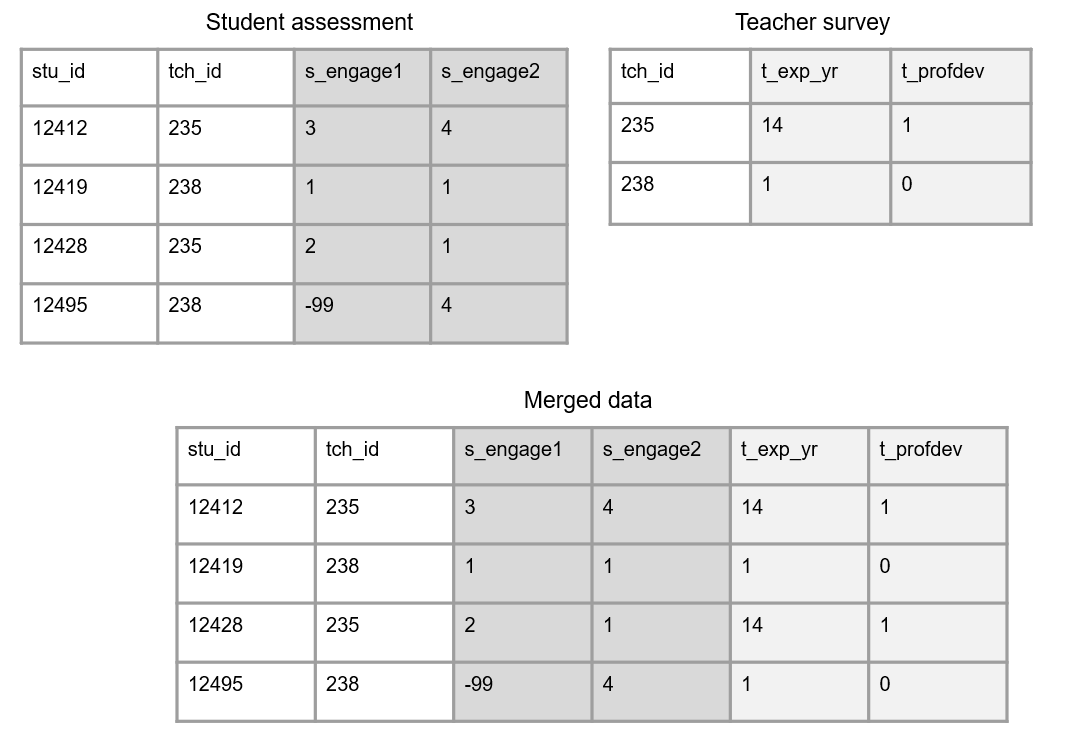 Student assessment
stu_id tch_id s_engage1 s_engage2
12412 235 3 4
12419 238 1 1
12428 235 2 1
12495 238 -99 4
Teacher survey
tch_id t_exp_yr t_profdev
235 14 1
238 1 0
Merged data
stu_id tch_id s_engage1 s_engage2 t_exp_yr t_profdev
12412 235 3 4 14 1
12419 238 1 1 1 0
12428 235 2 1 14 1
12495 238 -99 4 1 0